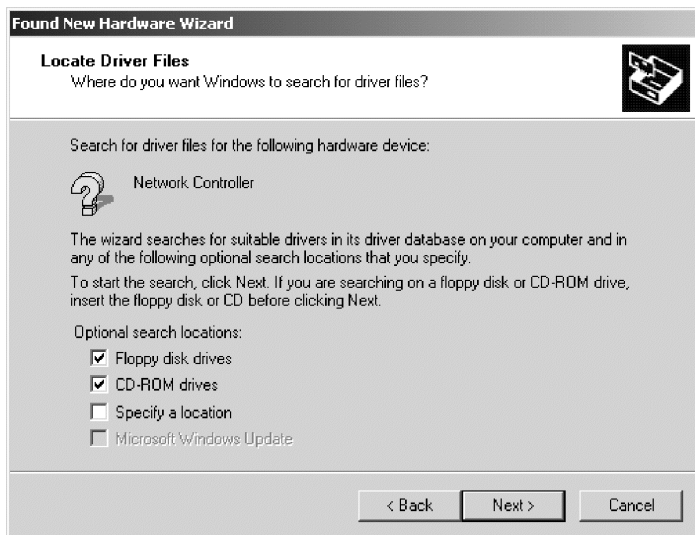 Found New Hardware Wizard
Locate Driver Files
Where do you want Windows to search for driver files?
Search for driver files for the following hardware device:
Network Controller
The wizard searches for suitable drivers in its driver database on your computer and in
any of the following optional search locations that you specify.
To start the search, click Next. If you are searching on a floppy disk or CD-ROM drive,
insert the floppy disk or CD before clicking Next.
Optional search locations:
Floppy disk drives
CD-ROM drives
Specify a location
Microsoft Windows Update
< Back Next > Cancel